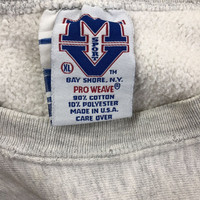 MV SPORT
XL
TM
BAY SHORE, N.Y.
PRO WEAVE®
90% COTTON
10% POLYESTER
MADE IN U.S.A.
CARE OVER